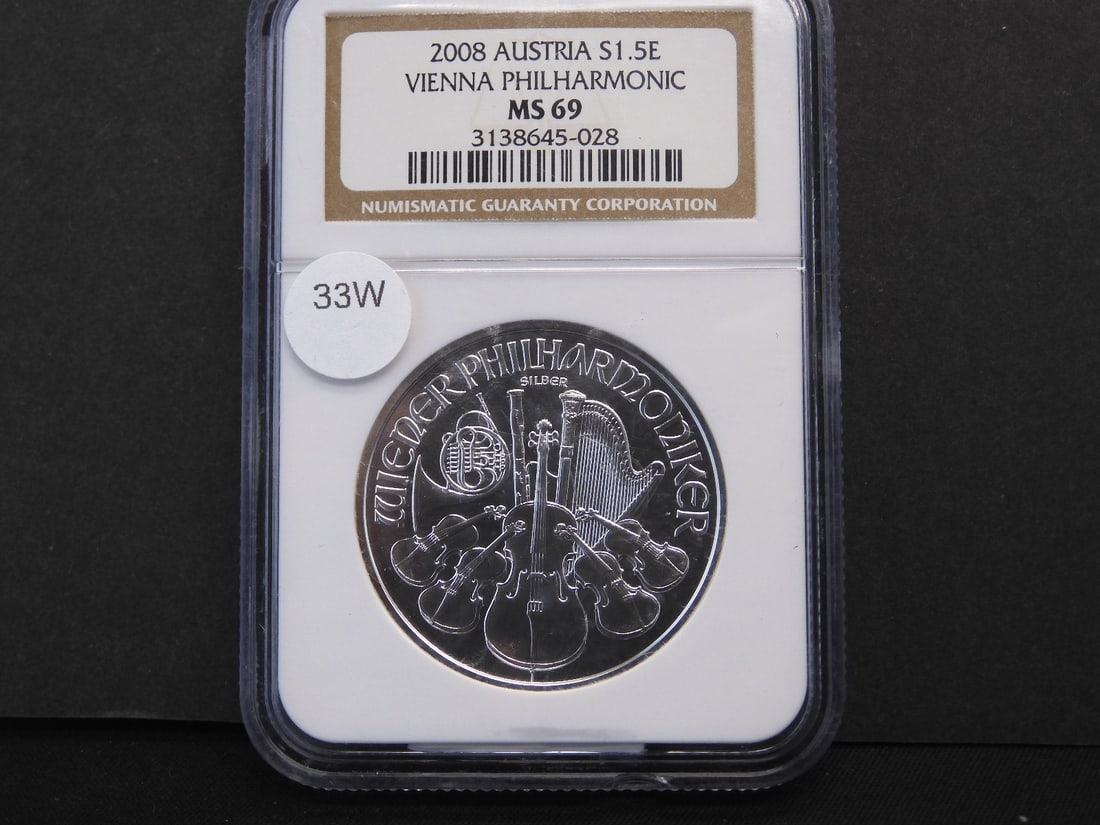 2008 AUSTRIA S1.5E
VIENNA PHILHARMONIC
MS 69
3138645-028
NUMISMATIC GUARANTY CORPORATION
33W
WIENER PHILHARMONIKER
SILBER